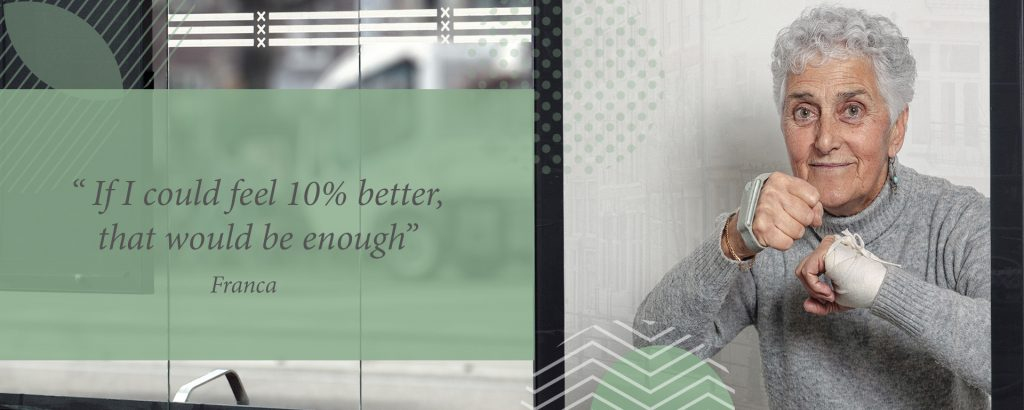 “ If I could feel 10% better,
that would be enough”
Franca